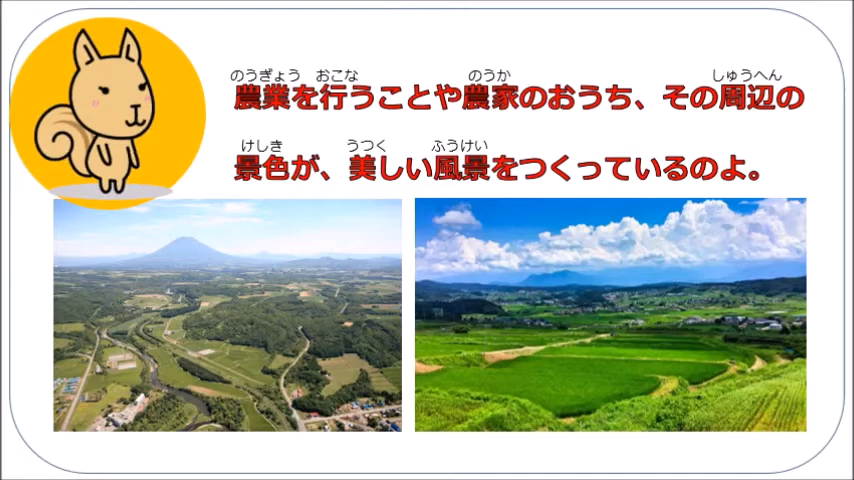 のうぎょう おこな のうか しゅうへん
農業を行うことや農家のおうち、その周辺の
けしき うつく ふうけい
景色が、美しい風景をつくっているのよ。